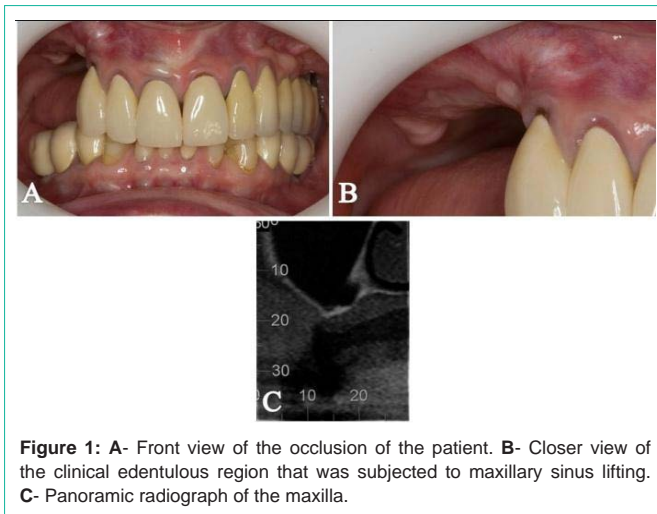 A
B
50
10
20
30
10 20
C
Figure 1: A- Front view of the occlusion of the patient. B- Closer view of
the clinical edentulous region that was subjected to maxillary sinus lifting.
C- Panoramic radiograph of the maxilla.